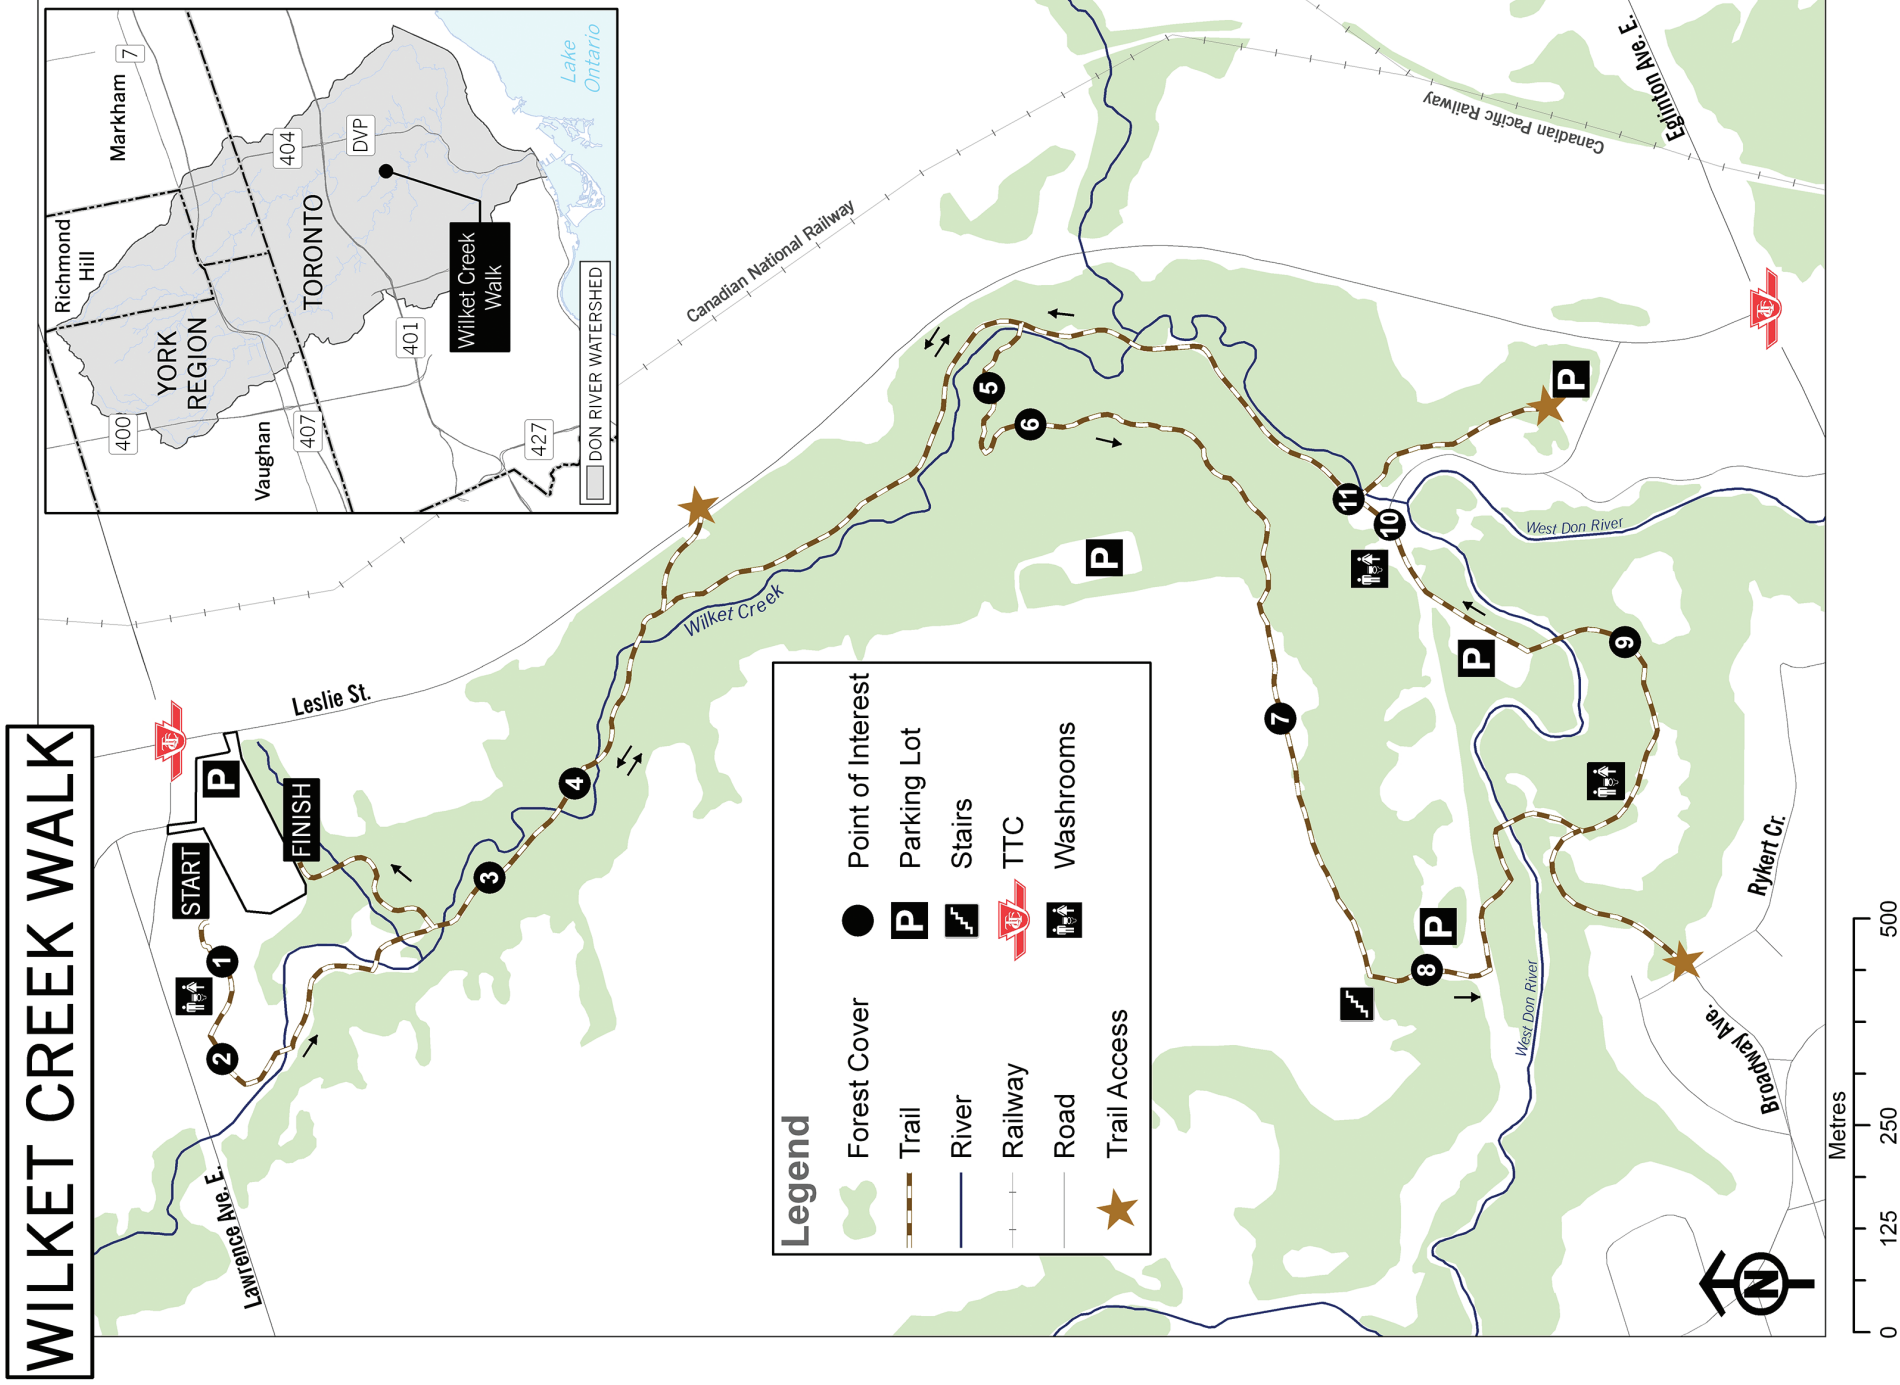 WILKET CREEK WALK
Richmond
Hill
Markham
7
404
DVP
YORK
REGION
TORONTO
400
Vaughan
407
401
427
Wilket Creek
Walk
Lake
Ontario
DON RIVER WATERSHED
Lawrence Ave. E.
Leslie St.
P
START
FINISH
1
2
3
4
5
6
7
8
9
10
11
P
P
P
P
Wilket Creek
Canadian National Railway
Canadian Pacific Railway
Eglinton Ave. E.
West Don River
West Don River
Rykert Cr.
Broadway Ave.
Legend
Forest Cover
Trail
River
Railway
Road
Trail Access
Point of Interest
P Parking Lot
Stairs
TTC
Washrooms
N
Metres
0 125 250 500